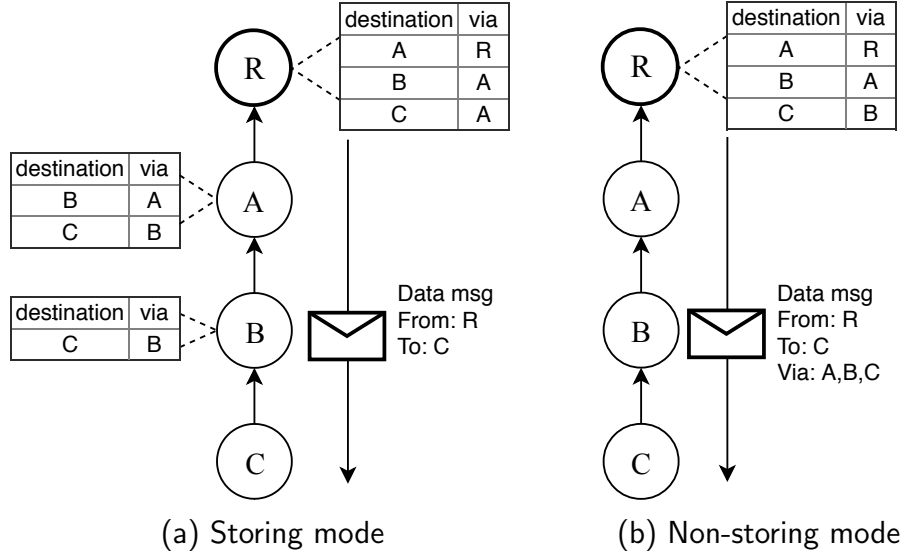 destination via
A R
B A
C A
R
destination via
B A
C B
A
destination via
C B
B
Data msg
From: R
To: C
C
(a) Storing mode
destination via
A R
B A
C B
R
A
B
Data msg
From: R
To: C
Via: A,B,C
C
(b) Non-storing mode